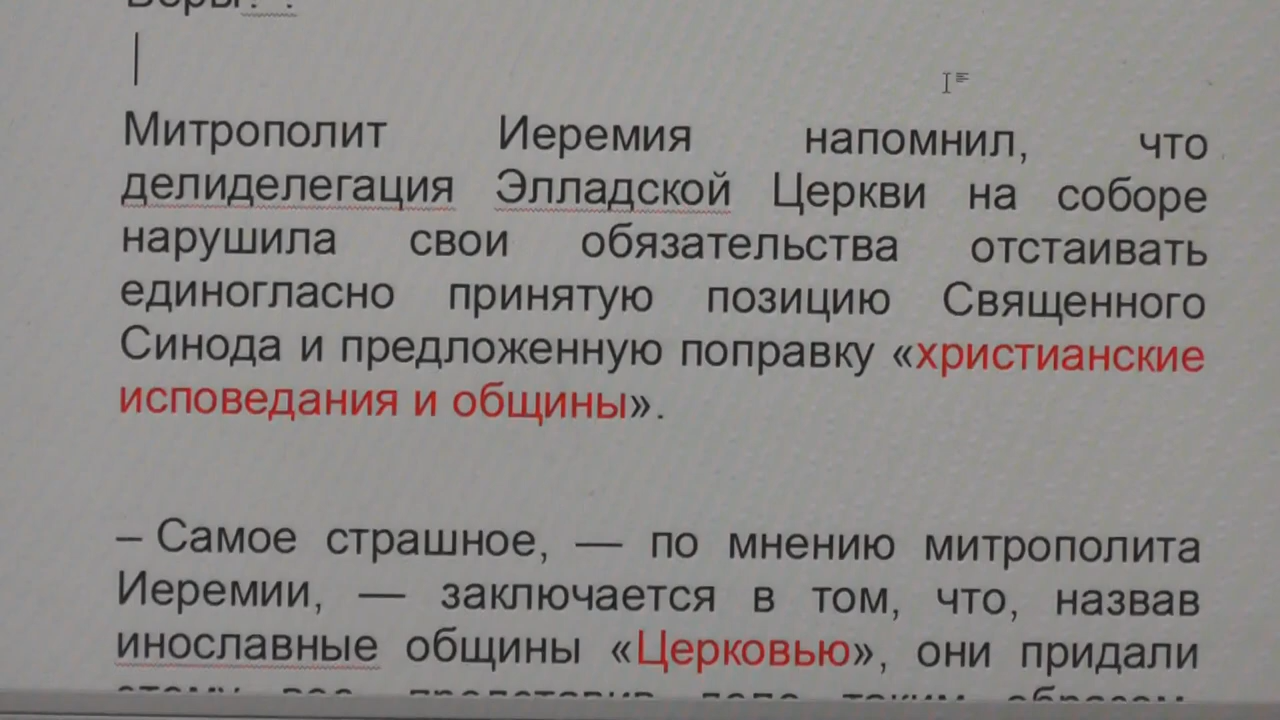 Митрополит Иеремия напомнил, что
делиделегация Элладской Церкви на соборе
нарушила свои обязательства отстаивать
единогласно принятую позицию Священного
Синода и предложенную поправку «христианские
исповедания и общины».
– Самое страшное, — по мнению митрополита
Иеремии, — заключается в том, что, назвав
инославные общины «Церковью», они придали